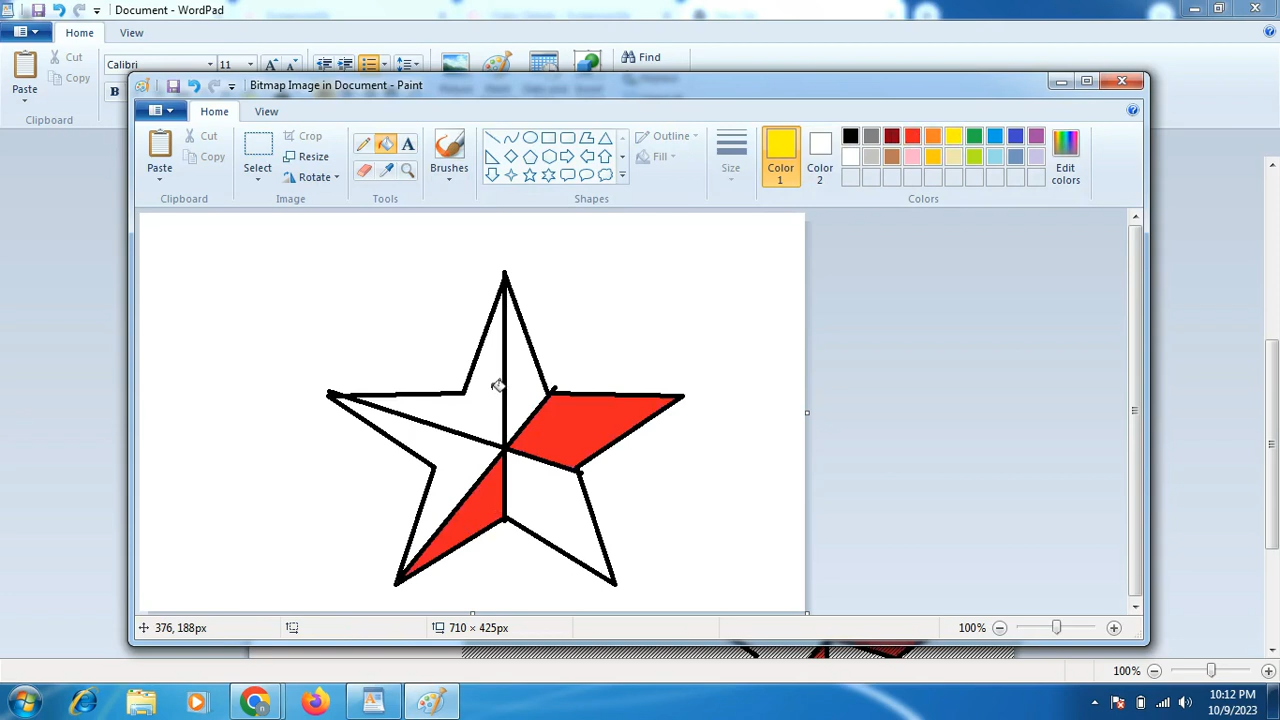 Document - WordPad
Home View
Cut
Copy
Paste
Clipboard
Calibri 11
B
Find
Bitmap Image in Document - Paint
Home View
Paste
Cut
Copy
Clipboard
Select
Crop
Resize
Rotate
Image
A
Tools
Brushes
Outline
Fill
Shapes
Size
Color
1
Color
2
Edit
colors
Colors
376, 188px
710 × 425px
100%
100%
10:12 PM
10/9/2023